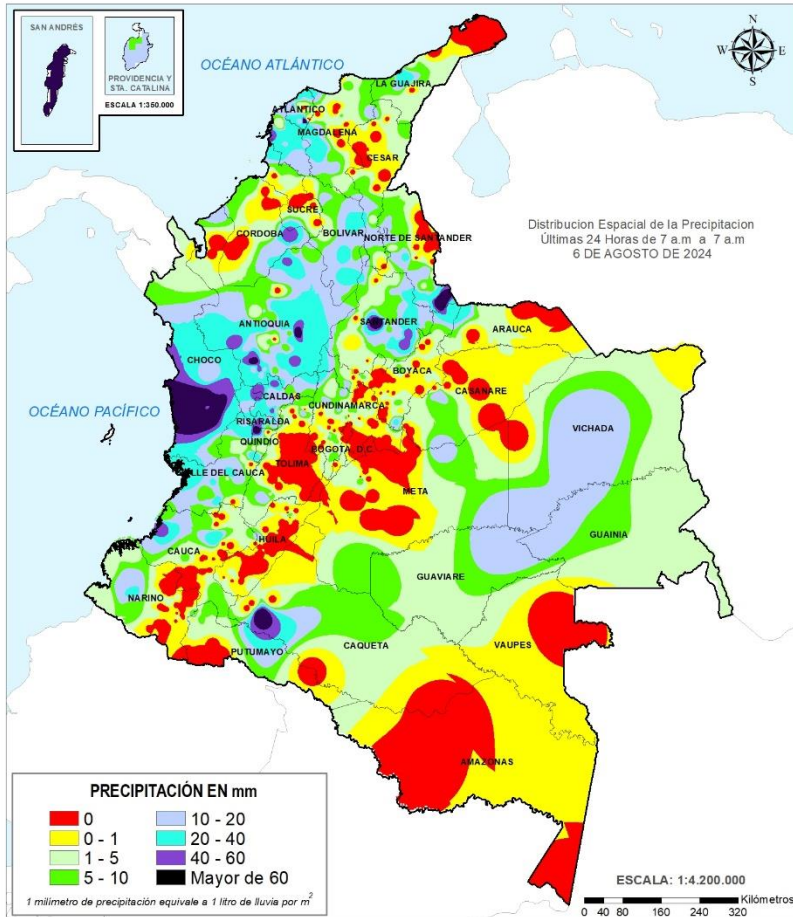 SAN ANDRÉS
PROVIDENCIA Y
STA. CATALINA
ESCALA 1:350.000
OCÉANO ATLÁNTICO
N
W E
S
LA GUAJIRA
ATLANTICO
MAGDALENA
CESAR
SUCRE
CORDOBA
BOLIVAR
NORTE DE SANTANDER
Distribucion Espacial de la Precipitacion
Últimas 24 Horas de 7 a.m a 7 a.m
6 DE AGOSTO DE 2024
ANTIOQUIA
SANTANDER
ARAUCA
CHOCO
BOYACA
CASANARE
OCÉANO PACÍFICO
CALDAS
CUNDINAMARCA
VICHADA
RISARALDA
QUINDIO
BOGOTA, D.C
TOLIMA
VALLE DEL CAUCA
META
GUAINIA
HUILA
CAUCA
GUAVIARE
NARINO
CAQUETA
VAUPES
PUTUMAYO
AMAZONAS
PRECIPITACIÓN EN mm
0
10 - 20
0 - 1
20 - 40
1 - 5
40 - 60
5 - 10
Mayor de 60
1 milimetro de precipitación equivale a 1 litro de lluvia por m²
ESCALA: 1:4.200.000
0 40 80 160 240 320 Kilómetros